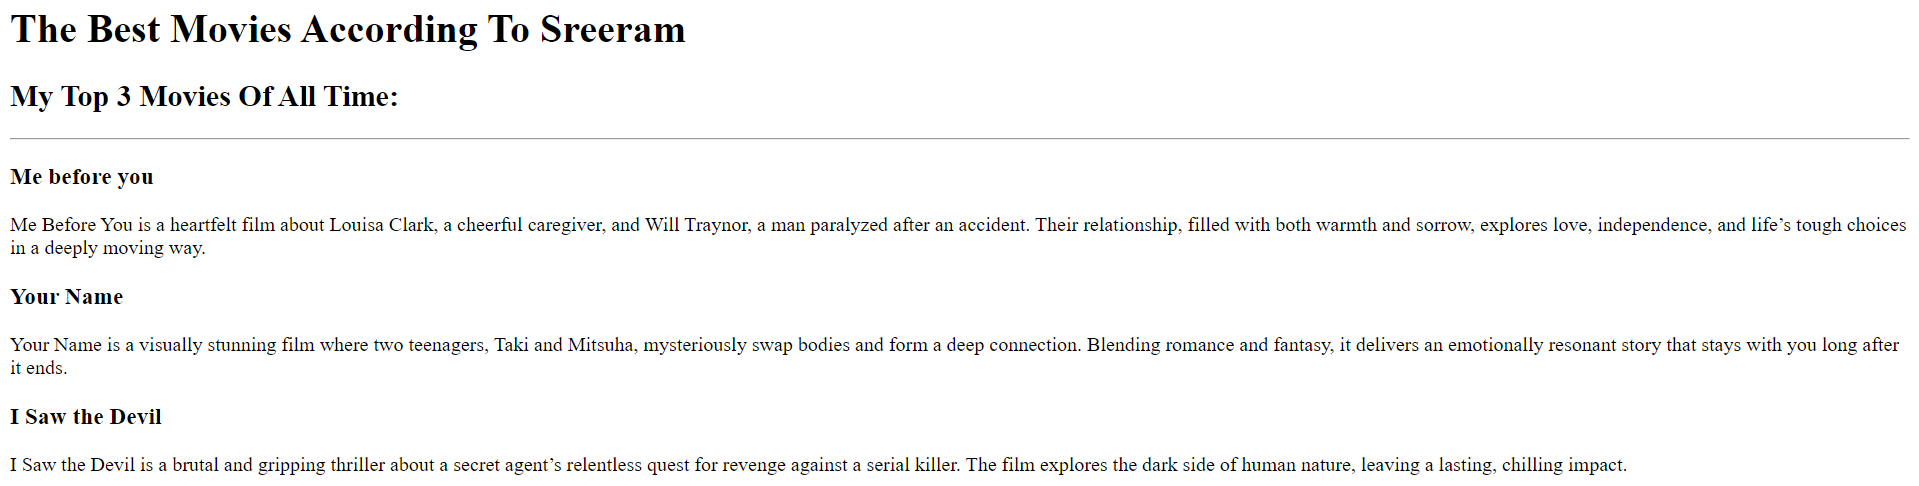 The Best Movies According To Sreeram
My Top 3 Movies Of All Time:
Me before you
Me Before You is a heartfelt film about Louisa Clark, a cheerful caregiver, and Will Traynor, a man paralyzed after an accident. Their relationship, filled with both warmth and sorrow, explores love, independence, and life’s tough choices
in a deeply moving way.
Your Name
Your Name is a visually stunning film where two teenagers, Taki and Mitsuha, mysteriously swap bodies and form a deep connection. Blending romance and fantasy, it delivers an emotionally resonant story that stays with you long after
it ends.
I Saw the Devil
I Saw the Devil is a brutal and gripping thriller about a secret agent’s relentless quest for revenge against a serial killer. The film explores the dark side of human nature, leaving a lasting, chilling impact.